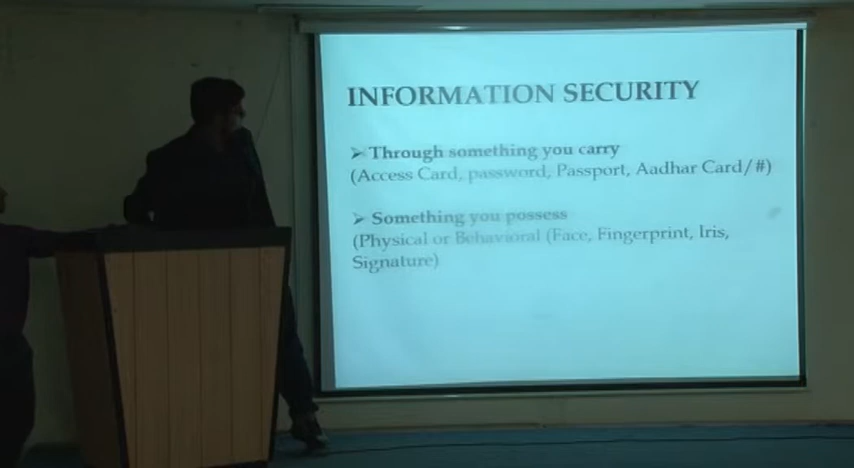 INFORMATION SECURITY
➢ Through something you carry
(Access Card, password, Passport, Aadhar Card/#)
➢ Something you possess
(Physical or Behavioral (Face, Fingerprint, Iris,
Signature)